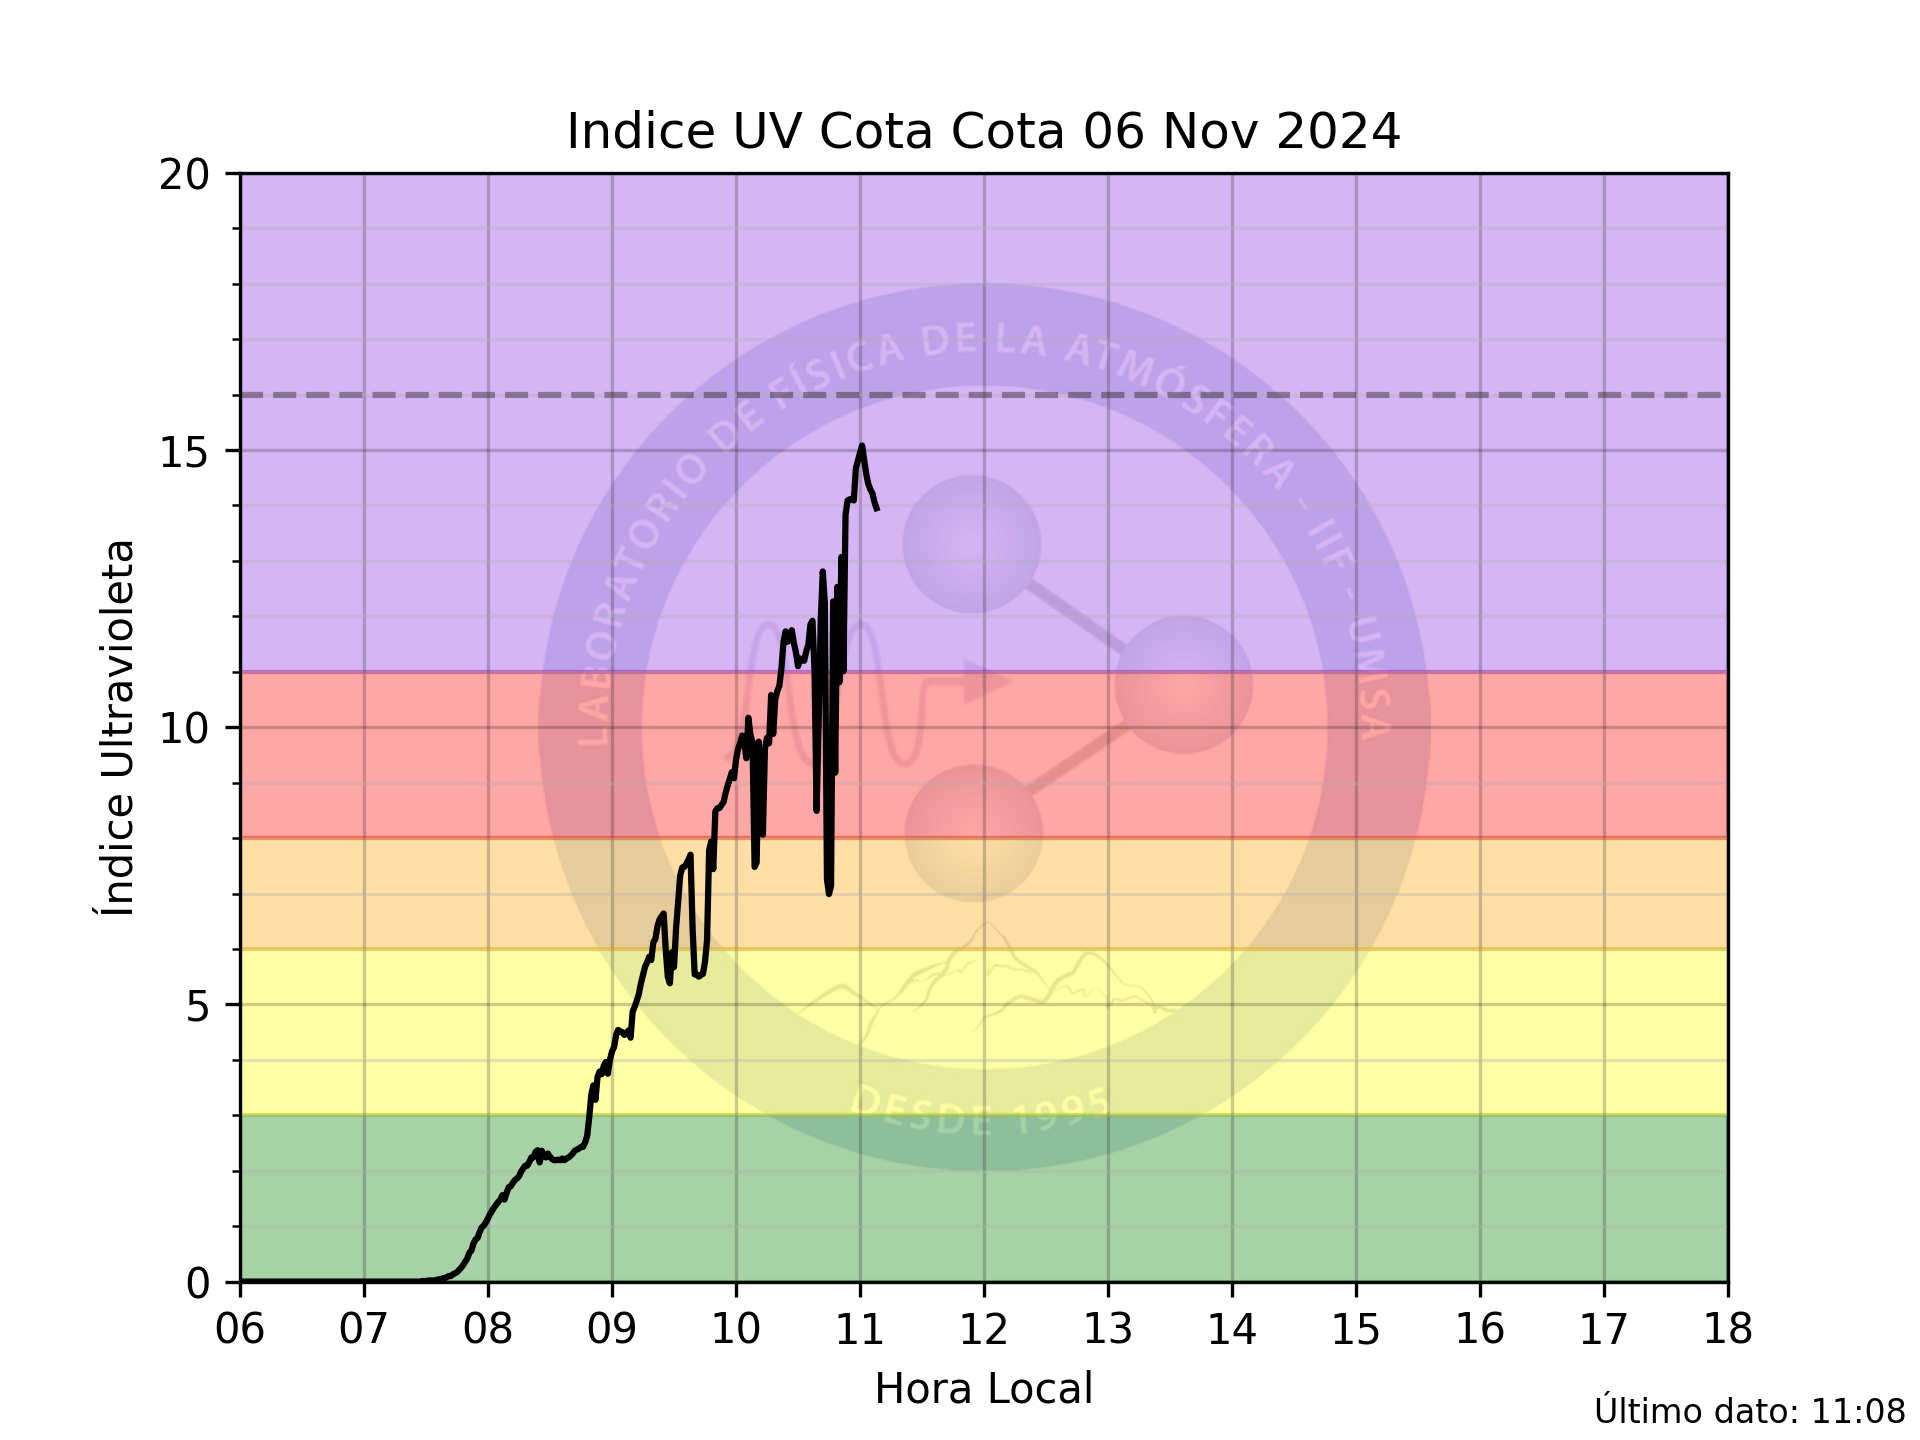 Indice UV Cota Cota 06 Nov 2024
20
15
10
5
0
Índice Ultravioleta
LABORATORIO DE FÍSICA DE LA ATMÓSFERA - IIF - UMSA
DESDE 1995
06 07 08 09 10 11 12 13 14 15 16 17 18
Hora Local
Último dato: 11:08